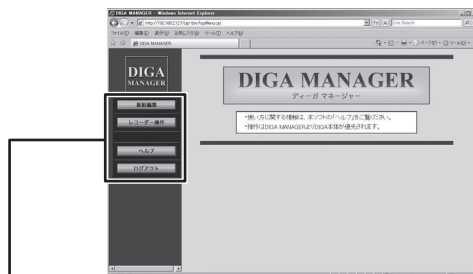 DIGA MANAGER - Windows Internet Explorer
Live Search
DIGA MANAGER
DIGA
MANAGER
DIGA MANAGER
ディーガ マネージャー
・使い方に関する情報は、本ソフトの「ヘルプ」をご覧ください。
・操作はDIGA MANAGERよりDIGA本体が優先されます。
番組編集
レコーダー操作
ヘルプ
ログアウト